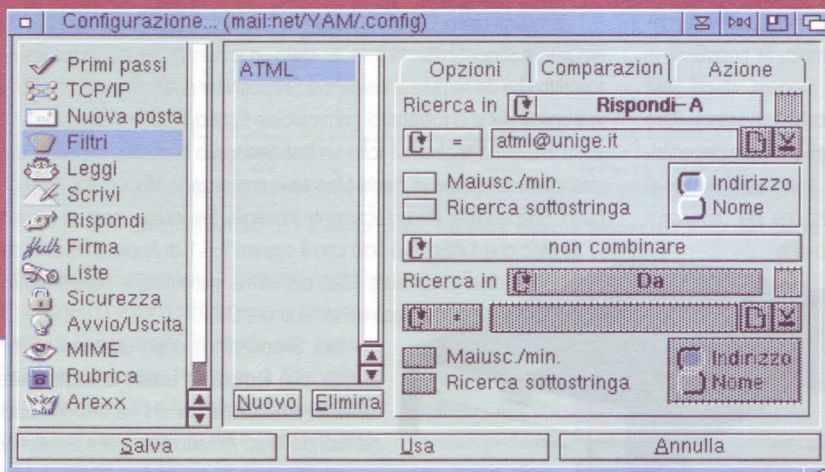 Configurazione... (mail:net/YAM/.config)
Primi passi
TCP/IP
Nuova posta
Filtri
Leggi
Scrivi
Rispondi
Firma
Liste
Sicurezza
Avvio/Uscita
MIME
Rubrica
Arexx
ATML
Nuovo
Elimina
Opzioni
Comparazion
Azione
Ricerca in
Rispondi-A
=
atml@unige.it
Maiusc./min.
Ricerca sottostringa
Indirizzo
Nome
non combinare
Ricerca in
Da
Maiusc./min.
Ricerca sottostringa
Indirizzo
Nome
Salva
Usa
Annulla